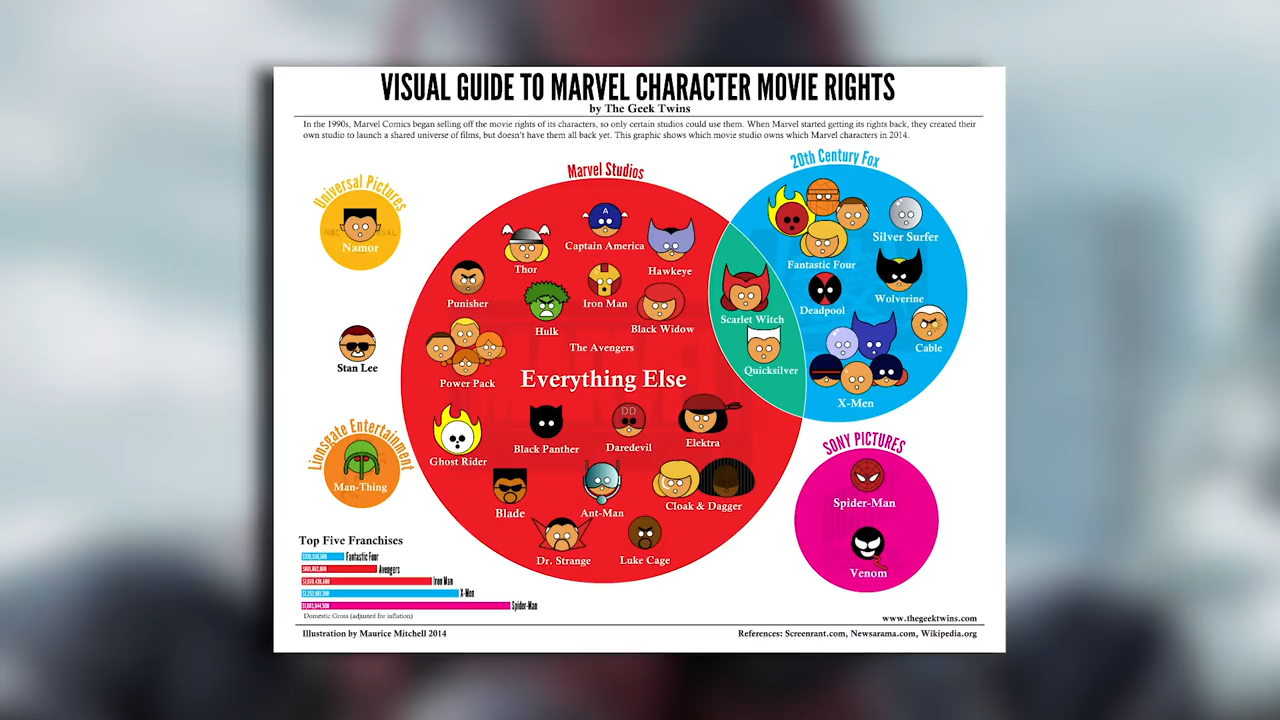 VISUAL GUIDE TO MARVEL CHARACTER MOVIE RIGHTS
by The Geek Twins
In the 1990s, Marvel Comics began selling off the movie rights of its characters, so only certain studios could use them. When Marvel started getting its rights back, they created their
own studio to launch a shared universe of films, but doesn't have them all back yet. This graphic shows which movie studio owns which Marvel characters in 2014.
Universal Pictures
Namor
Stan Lee
Lionsgate Entertainment
Man-Thing
Marvel Studios
Captain America
Thor
Hawkeye
Punisher
Iron Man
Hulk
Black Widow
The Avengers
Power Pack
Everything Else
Black Panther
DD
Daredevil
Elektra
Ghost Rider
Blade
Ant-Man
Cloak & Dagger
Dr. Strange
Luke Cage
Scarlet Witch
Quicksilver
20th Century Fox
Silver Surfer
Fantastic Four
Wolverine
Deadpool
Cable
X-Men
SONY PICTURES
Spider-Man
Venom
Top Five Franchises
Fantastic Four
Avengers
Iron Man
X-Men
Spider-Man
Domestic Gross (adjusted for inflation)
www.thegeektwins.com
Illustration by Maurice Mitchell 2014
References: Screenrant.com, Newsarama.com, Wikipedia.org